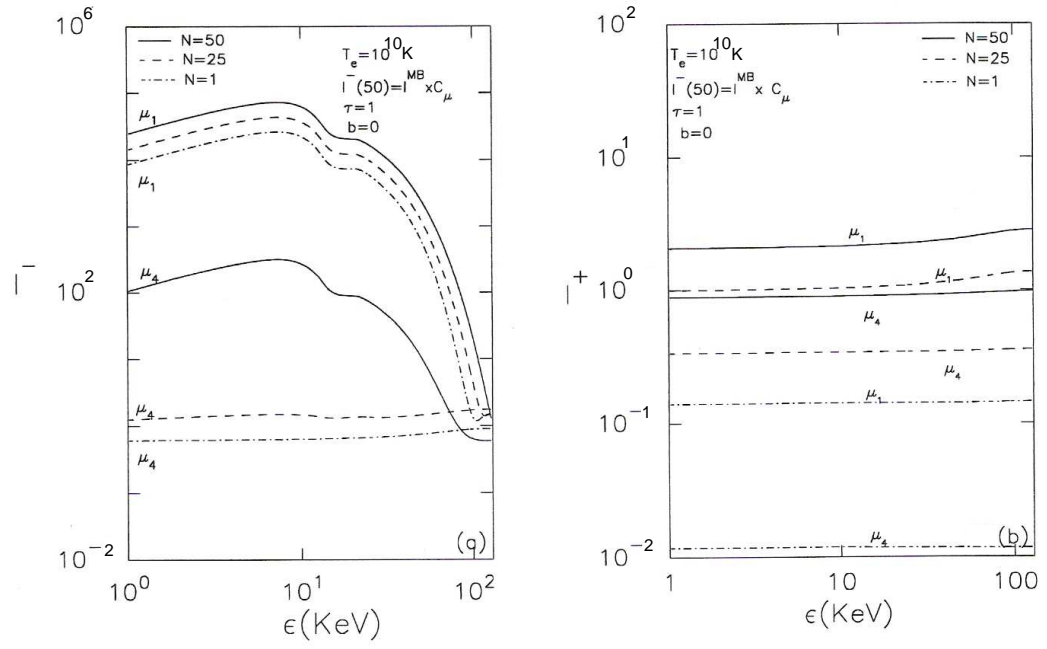 10^6
N=50
N=25
N=1
T_e=10^10 K
I^-(50)=I^MB x C_μ
τ=1
b=0
μ_1
μ_1
I^-
μ_4
10^2
μ_4
μ_4
10^-2
(a)
10^0
10^1
10^2
ϵ(KeV)
10^2
N=50
N=25
N=1
T_e=10^10 K
I^-(50)=I^MB x C_μ
τ=1
b=0
10^1
μ_1
I^+
10^0
μ_1
μ_4
μ_4
10^-1
μ_1
μ_4
(b)
10^-2
1
10
100
ϵ(KeV)